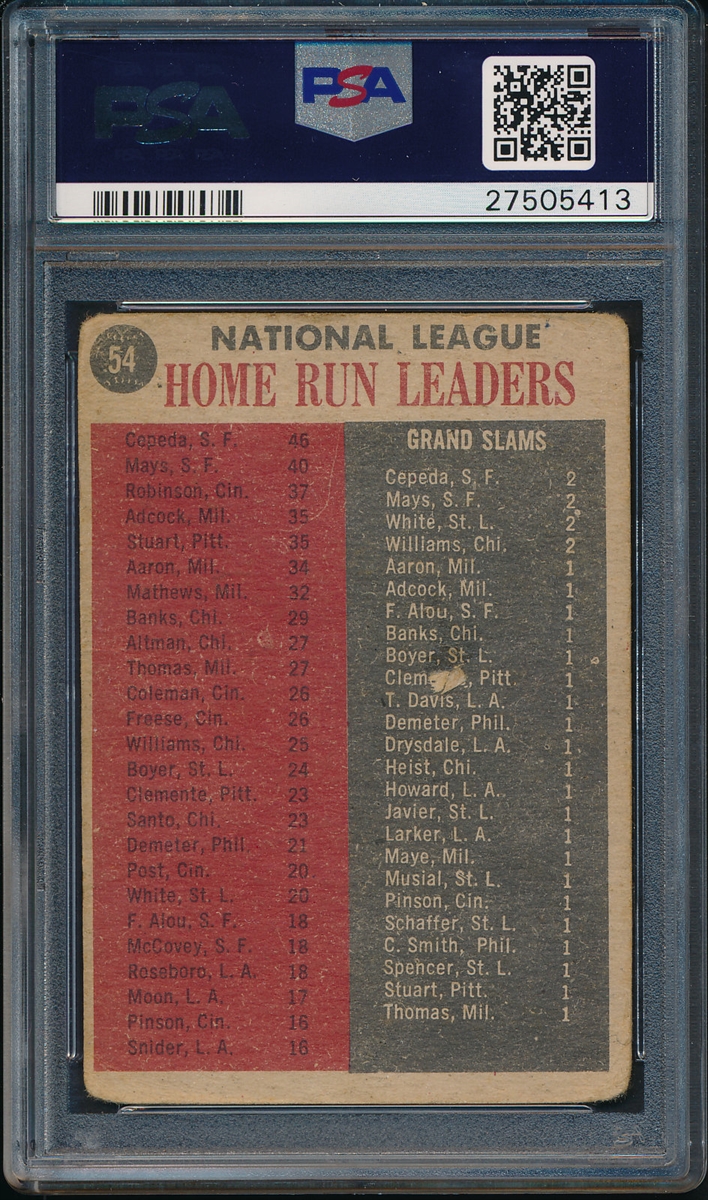 PSA
PSA
27505413
54
NATIONAL LEAGUE
HOME RUN LEADERS
Cepeda, S. F. 46
Mays, S. F. 40
Robinson, Cin. 37
Adcock, Mil. 35
Stuart, Pitt. 35
Aaron, Mil. 34
Mathews, Mil. 32
Banks, Chi. 29
Altman, Chi. 27
Thomas, Mil. 27
Coleman, Cin. 26
Freese, Cin. 26
Williams, Chi. 25
Boyer, St. L. 24
Clemente, Pitt. 23
Santo, Chi. 23
Demeter, Phil. 21
Post, Cin. 20
White, St. L. 20
F. Alou, S. F. 18
McCovey, S. F. 18
Roseboro, L. A. 18
Moon, L. A. 17
Pinson, Cin. 16
Snider, L. A. 16
GRAND SLAMS
Cepeda, S. F. 2
Mays, S. F. 2
White, St. L. 2
Williams, Chi. 2
Aaron, Mil. 1
Adcock, Mil. 1
F. Alou, S. F. 1
Banks, Chi. 1
Boyer, St. L. 1
Clemente, Pitt. 1
T. Davis, L. A. 1
Demeter, Phil. 1
Drysdale, L. A. 1
Heist, Chi. 1
Howard, L. A. 1
Javier, St. L. 1
Larker, L. A. 1
Maye, Mil. 1
Musial, St. L. 1
Pinson, Cin. 1
Schaffer, St. L. 1
C. Smith, Phil. 1
Spencer, St. L. 1
Stuart, Pitt. 1
Thomas, Mil. 1